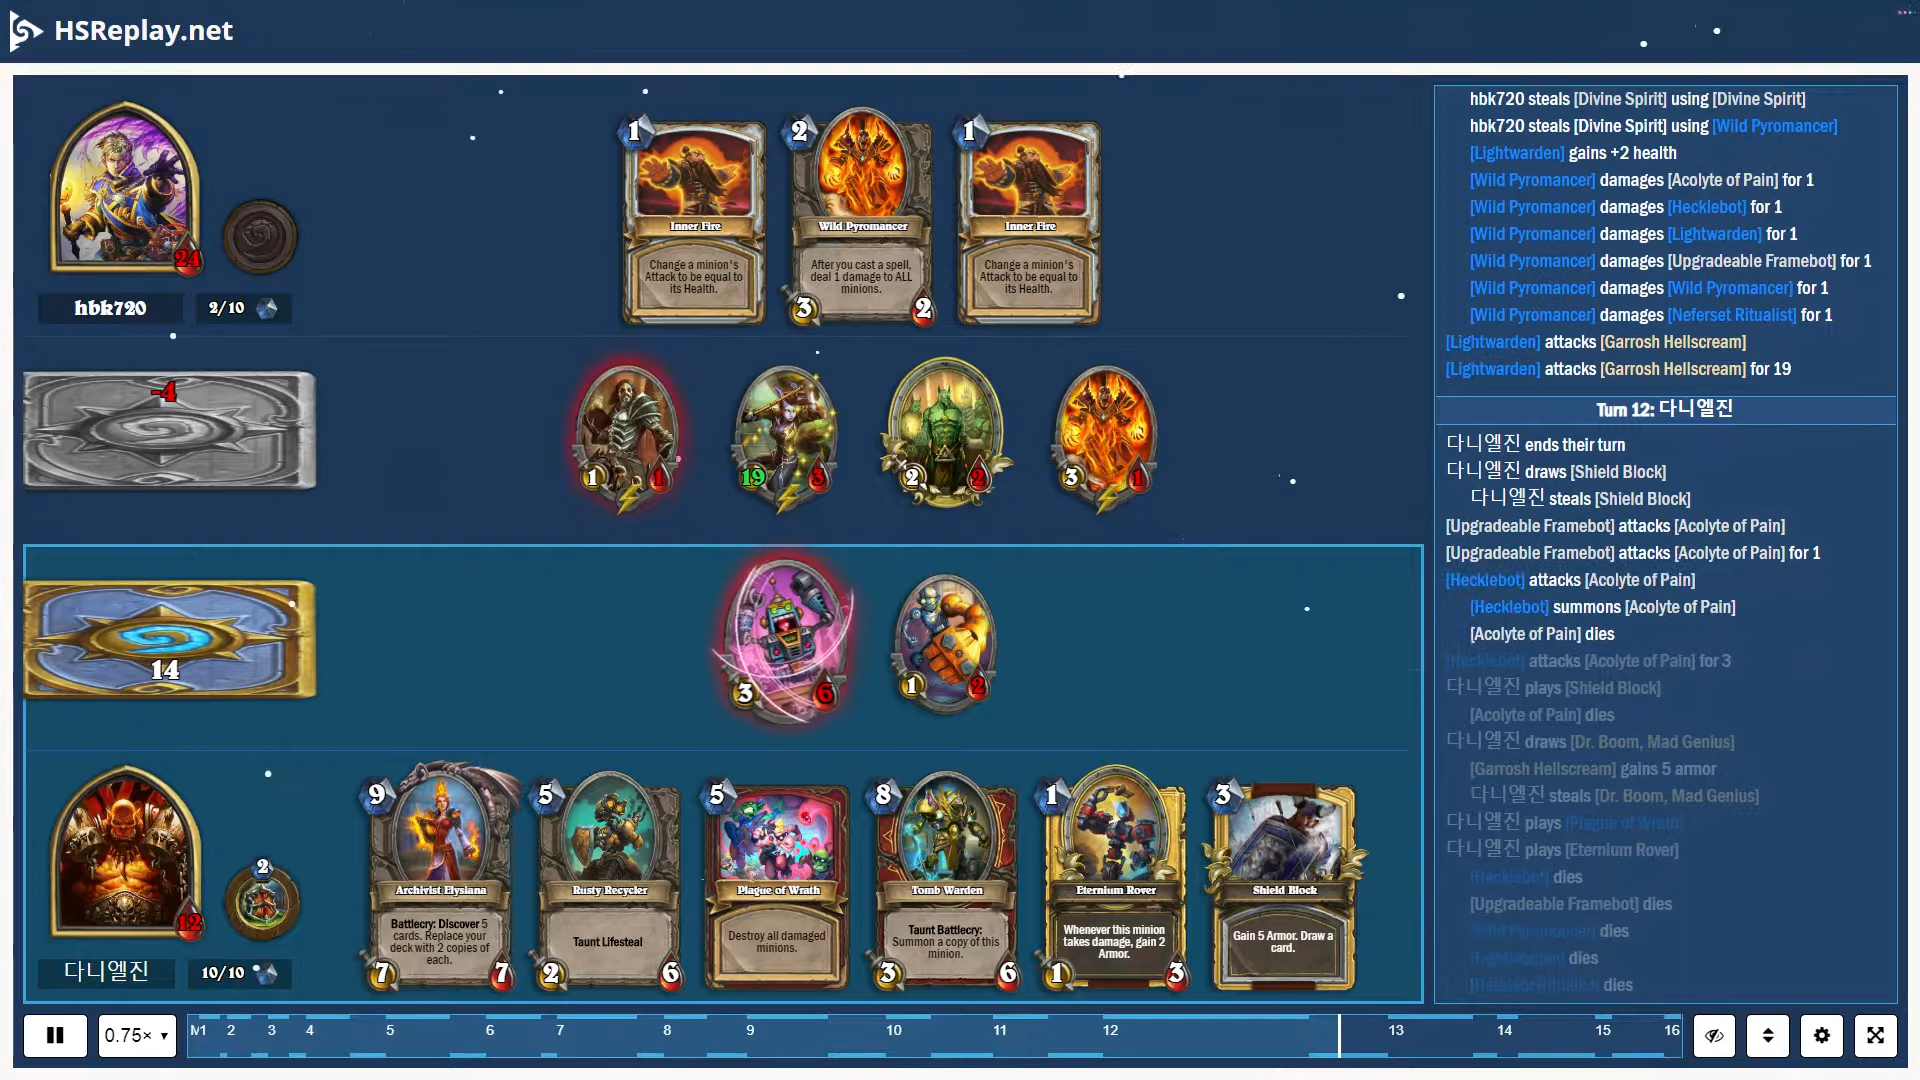 HSReplay.net
24
hbk720
2/10
1
Inner Fire
Change a minion's
Attack to be equal to
its Health.
2
Wild Pyromancer
After you cast a spell,
deal 1 damage to ALL
minions.
3
2
1
Inner Fire
Change a minion's
Attack to be equal to
its Health.
-4
1
1
19
3
2
2
3
1
14
3
6
1
2
12
2
다니엘진
10/10
9
Archivist Elysiana
Battlecry: Discover 5
cards. Replace your
deck with 2 copies of
each.
7
7
5
Rusty Recycler
Taunt Lifesteal
2
6
5
Plague of Wrath
Destroy all damaged
minions.
8
Tomb Warden
Taunt Battlecry:
Summon a copy of this
minion.
3
6
1
Eternium Rover
Whenever this minion
takes damage, gain 2
Armor.
1
3
3
Shield Block
Gain 5 Armor. Draw a
card.
hbk720 steals [Divine Spirit] using [Divine Spirit]
hbk720 steals [Divine Spirit] using [Wild Pyromancer]
[Lightwarden] gains +2 health
[Wild Pyromancer] damages [Acolyte of Pain] for 1
[Wild Pyromancer] damages [Hecklebot] for 1
[Wild Pyromancer] damages [Lightwarden] for 1
[Wild Pyromancer] damages [Upgradeable Framebot] for 1
[Wild Pyromancer] damages [Wild Pyromancer] for 1
[Wild Pyromancer] damages [Neferset Ritualist] for 1
[Lightwarden] attacks [Garrosh Hellscream]
[Lightwarden] attacks [Garrosh Hellscream] for 19
Turn 12: 다니엘진
다니엘진 ends their turn
다니엘진 draws [Shield Block]
다니엘진 steals [Shield Block]
[Upgradeable Framebot] attacks [Acolyte of Pain]
[Upgradeable Framebot] attacks [Acolyte of Pain] for 1
[Hecklebot] attacks [Acolyte of Pain]
[Hecklebot] summons [Acolyte of Pain]
[Acolyte of Pain] dies
[Hecklebot] attacks [Acolyte of Pain] for 3
다니엘진 plays [Shield Block]
[Acolyte of Pain] dies
다니엘진 draws [Dr. Boom, Mad Genius]
[Garrosh Hellscream] gains 5 armor
다니엘진 steals [Dr. Boom, Mad Genius]
다니엘진 plays [Plague of Wrath]
다니엘진 plays [Eternium Rover]
[Hecklebot] dies
[Upgradeable Framebot] dies
dies
dies
dies
0.75×
M1 2 3 4 5 6 7 8 9 10 11 12 13 14 15 16